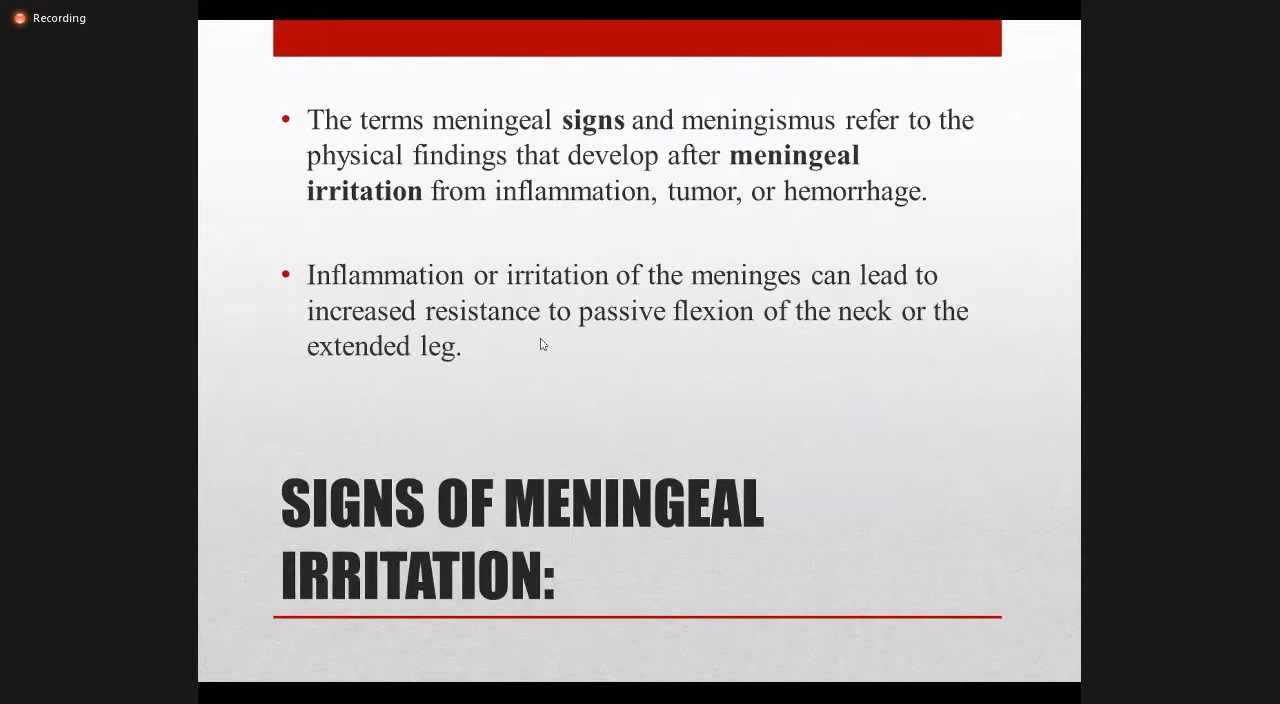 Recording
• The terms meningeal signs and meningismus refer to the
physical findings that develop after meningeal
irritation from inflammation, tumor, or hemorrhage.
• Inflammation or irritation of the meninges can lead to
increased resistance to passive flexion of the neck or the
extended leg.
SIGNS OF MENINGEAL
IRRITATION: